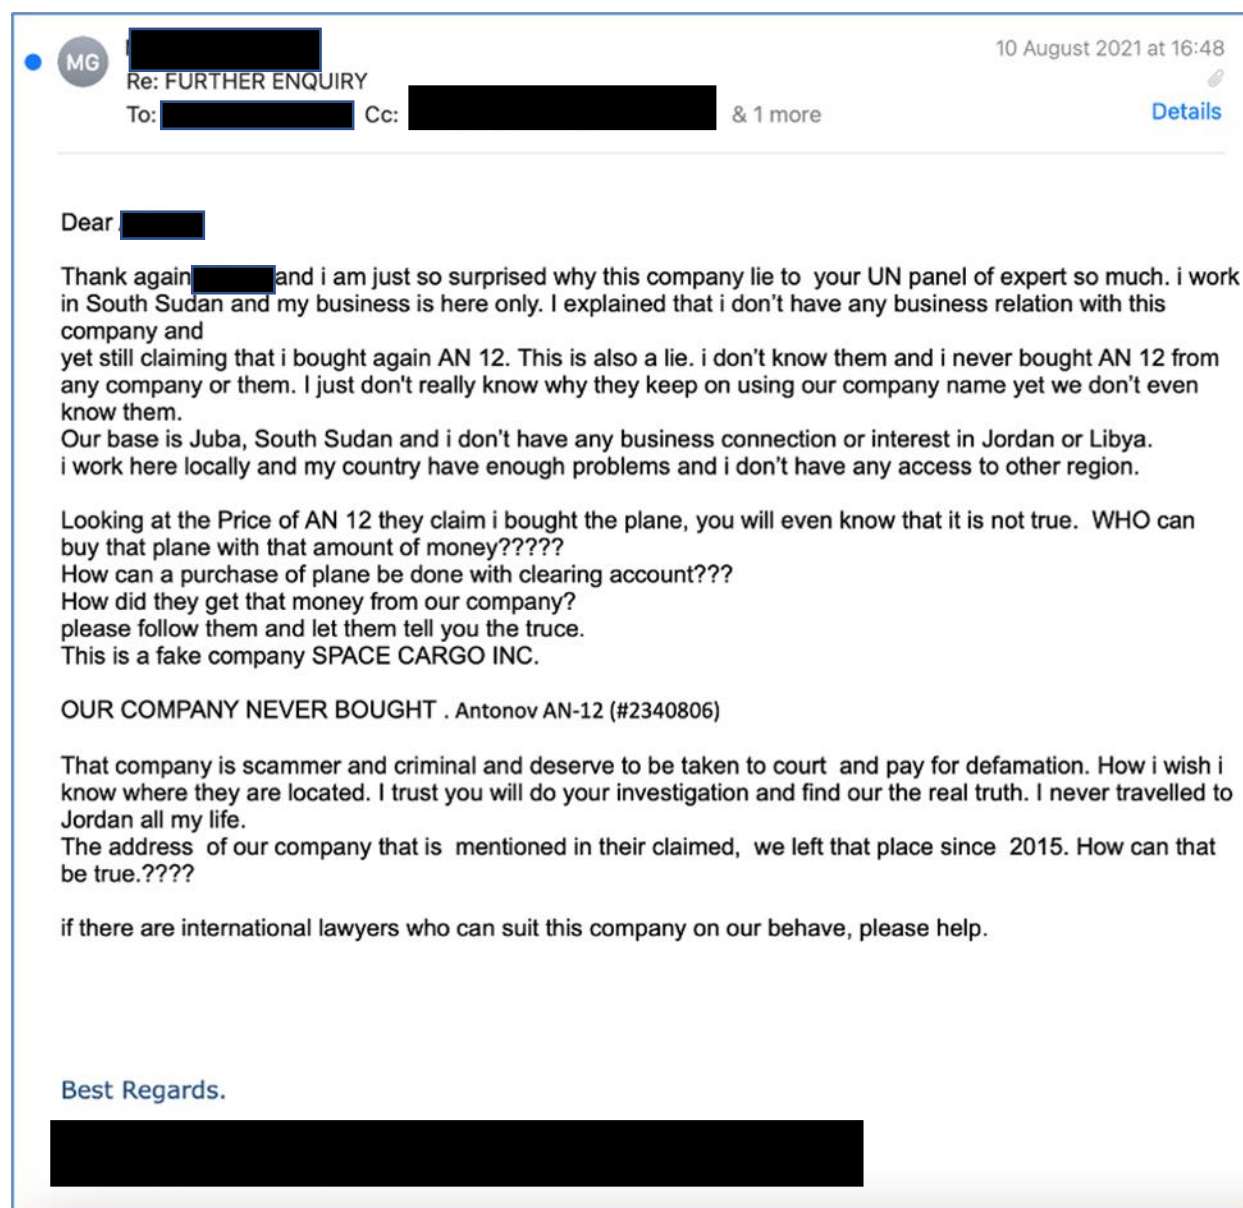 MG
10 August 2021 at 16:48
Re: FURTHER ENQUIRY
To: Cc: & 1 more
Details
Dear
Thank again and i am just so surprised why this company lie to your UN panel of expert so much. i work
in South Sudan and my business is here only. I explained that i don't have any business relation with this
company and
yet still claiming that i bought again AN 12. This is also a lie. i don't know them and i never bought AN 12 from
any company or them. I just don't really know why they keep on using our company name yet we don't even
know them.
Our base is Juba, South Sudan and i don't have any business connection or interest in Jordan or Libya.
i work here locally and my country have enough problems and i don't have any access to other region.
Looking at the Price of AN 12 they claim i bought the plane, you will even know that it is not true. WHO can
buy that plane with that amount of money?????
How can a purchase of plane be done with clearing account???
How did they get that money from our company?
please follow them and let them tell you the truce.
This is a fake company SPACE CARGO INC.
OUR COMPANY NEVER BOUGHT . Antonov AN-12 (#2340806)
That company is scammer and criminal and deserve to be taken to court and pay for defamation. How i wish i
know where they are located. I trust you will do your investigation and find our the real truth. I never travelled to
Jordan all my life.
The address of our company that is mentioned in their claimed, we left that place since 2015. How can that
be true.????
if there are international lawyers who can suit this company on our behave, please help.
Best Regards.